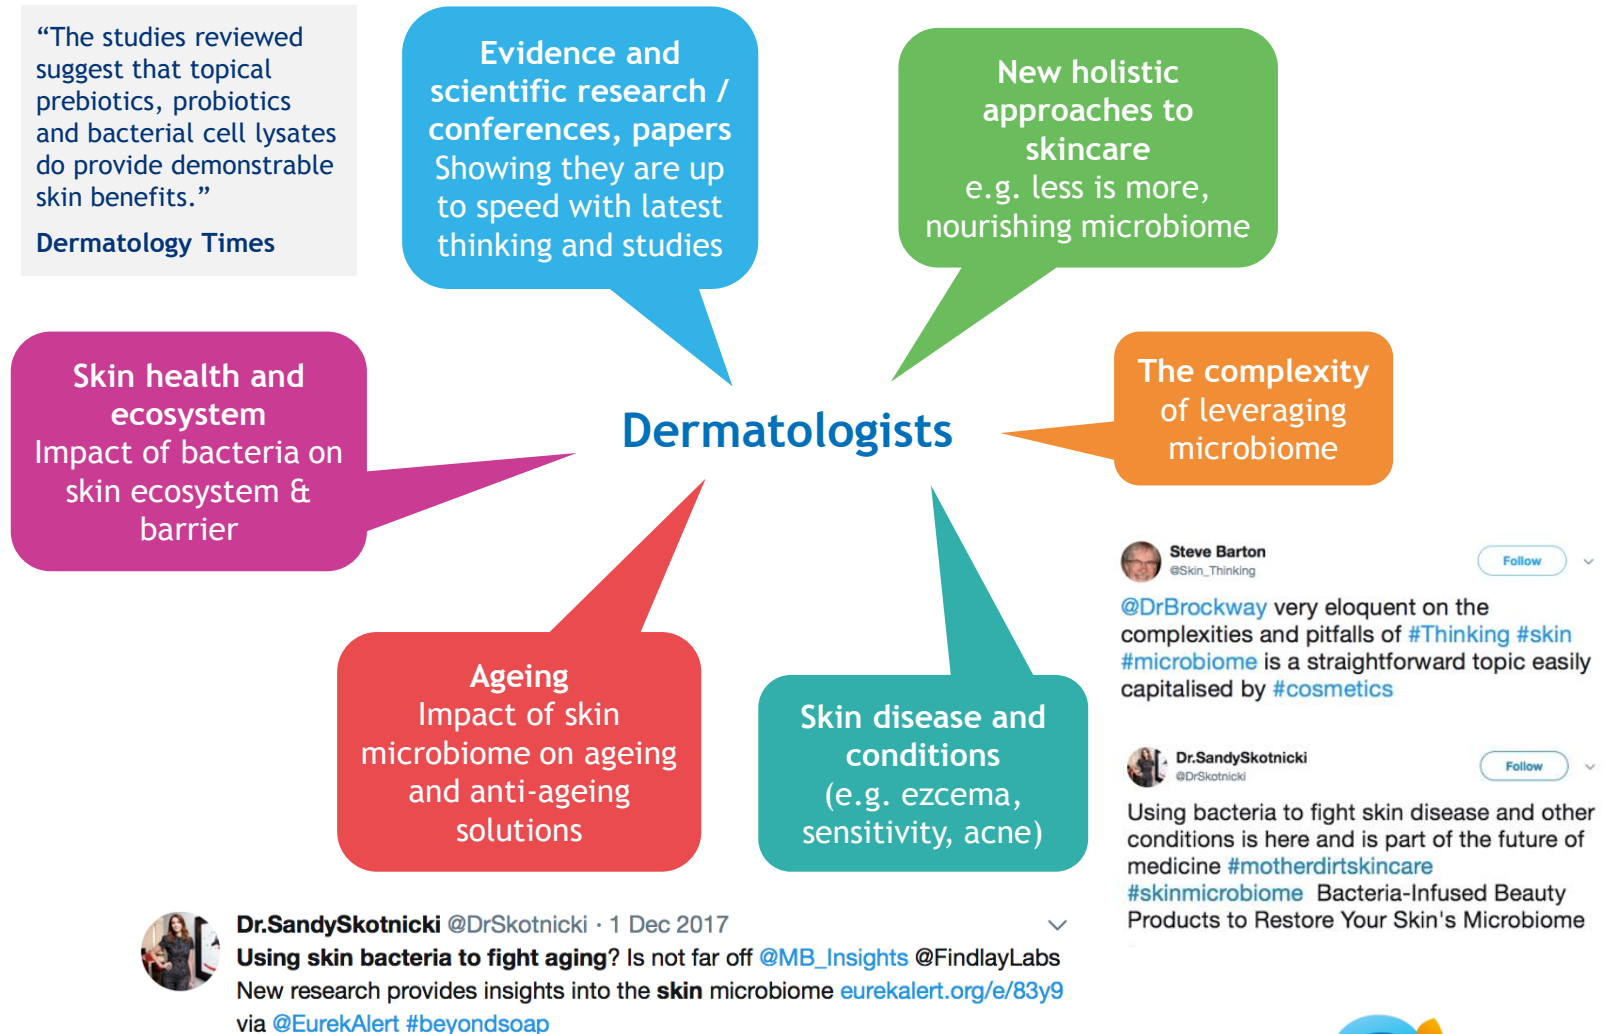 “The studies reviewed
suggest that topical
prebiotics, probiotics
and bacterial cell lysates
do provide demonstrable
skin benefits.”
Dermatology Times
Evidence and
scientific research /
conferences, papers
Showing they are up
to speed with latest
thinking and studies
New holistic
approaches to
skincare
e.g. less is more,
nourishing microbiome
Skin health and
ecosystem
Impact of bacteria on
skin ecosystem &
barrier
Dermatologists
The complexity
of leveraging
microbiome
Ageing
Impact of skin
microbiome on ageing
and anti-ageing
solutions
Skin disease and
conditions
(e.g. ezcema,
sensitivity, acne)
Steve Barton
@Skin_Thinking
Follow
@DrBrockway very eloquent on the
complexities and pitfalls of #Thinking #skin
#microbiome is a straightforward topic easily
capitalised by #cosmetics
Dr.SandySkotnicki
@DrSkotnicki
Follow
Using bacteria to fight skin disease and other
conditions is here and is part of the future of
medicine #motherdirtskincare
#skinmicrobiome Bacteria-Infused Beauty
Products to Restore Your Skin's Microbiome
Dr.SandySkotnicki @DrSkotnicki · 1 Dec 2017
Using skin bacteria to fight aging? Is not far off @MB_Insights @FindlayLabs
New research provides insights into the skin microbiome eurekalert.org/e/83y9
via @EurekAlert #beyondsoap